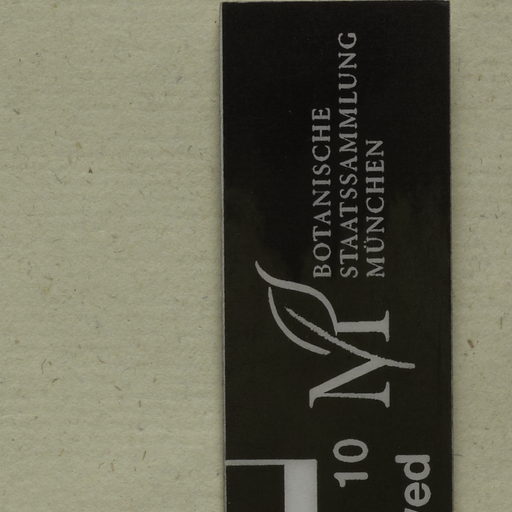 BOTANISCHE
STAATSSAMMLUNG
MÜNCHEN
M
10